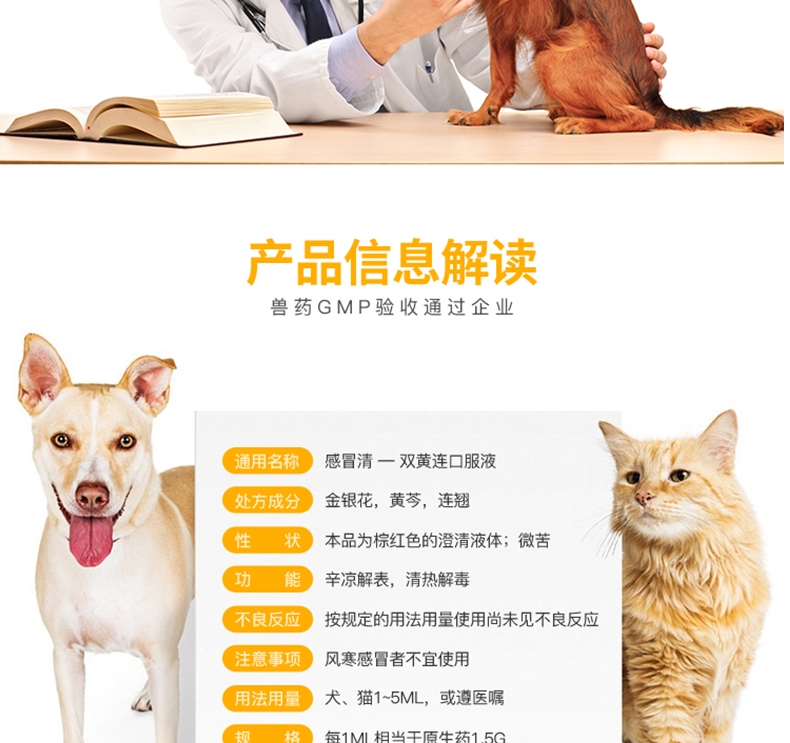 产品信息解读
兽药GMP验收通过企业
通用名称 感冒清 — 双黄连口服液
处方成分 金银花，黄芩，连翘
性 状 本品为棕红色的澄清液体；微苦
功 能 辛凉解表，清热解毒
不良反应 按规定的用法用量使用尚未见不良反应
注意事项 风寒感冒者不宜使用
用法用量 犬、猫1~5ML，或遵医嘱
规 格 每1ML相当于原生药1.5G